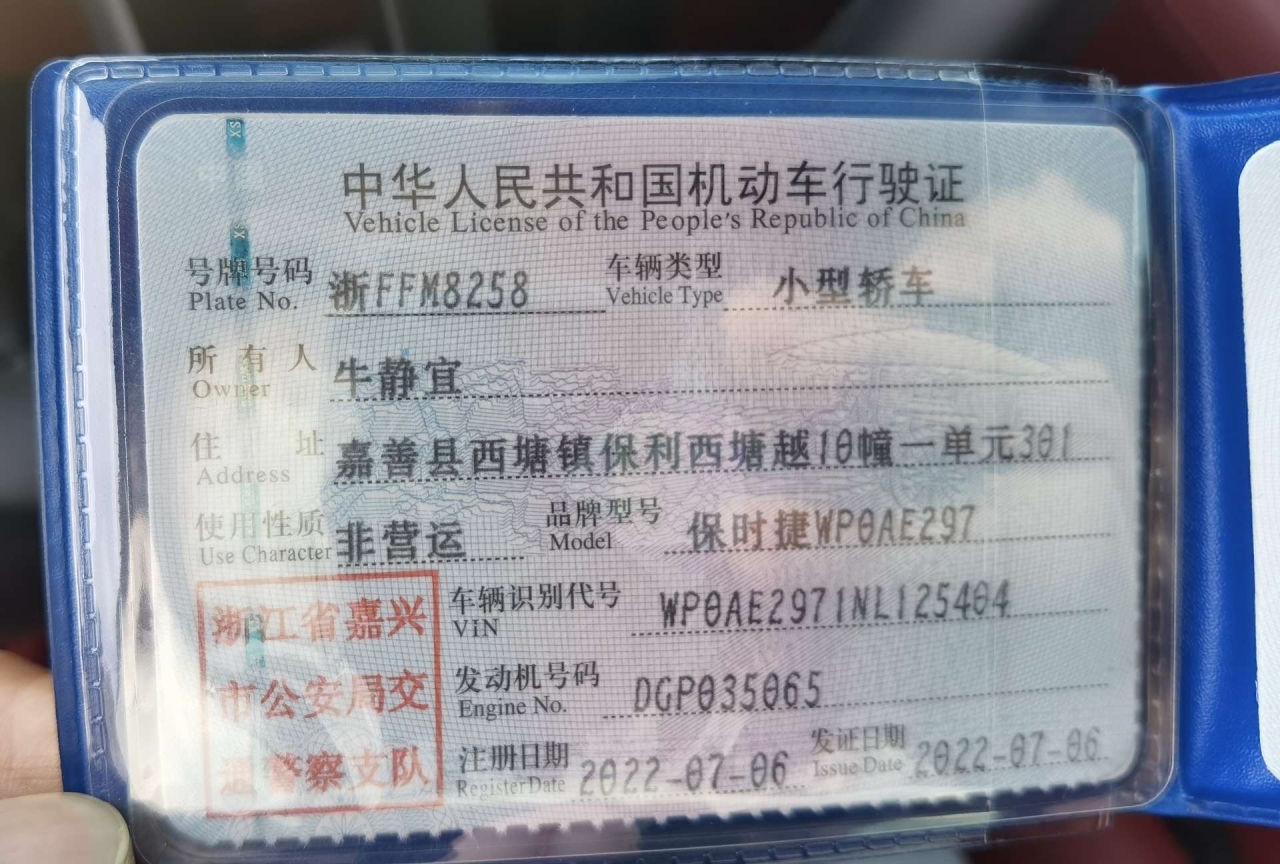 中华人民共和国机动车行驶证
Vehicle License of the People's Republic of China
号牌号码 浙FFM8258 车辆类型 小型轿车
Plate No. Vehicle Type
所有人 牛静宜
Owner
住址 嘉善县西塘镇保利西塘越10幢一单元301
Address
使用性质 非营运 品牌型号 保时捷WP0AE297
Use Character Model
浙江省嘉兴
市公安局交
通警察支队
车辆识别代号 WP0AE2971NL125404
VIN
发动机号码 DGP035065
Engine No.
注册日期 2022-07-06 发证日期 2022-07-06
Register Date Issue Date